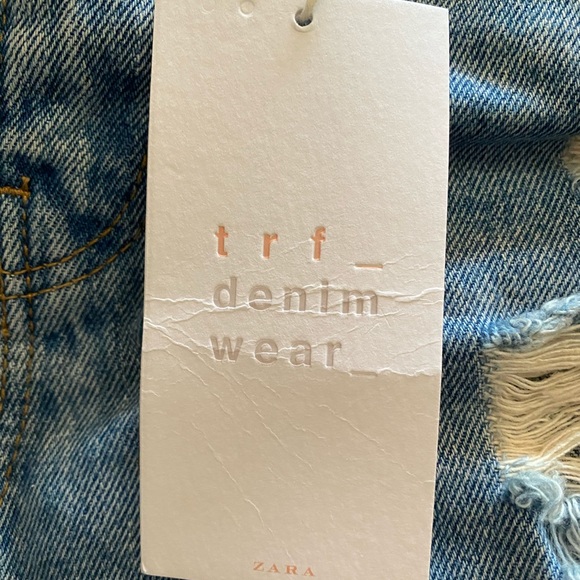 trf_
denim
wear_
ZARA